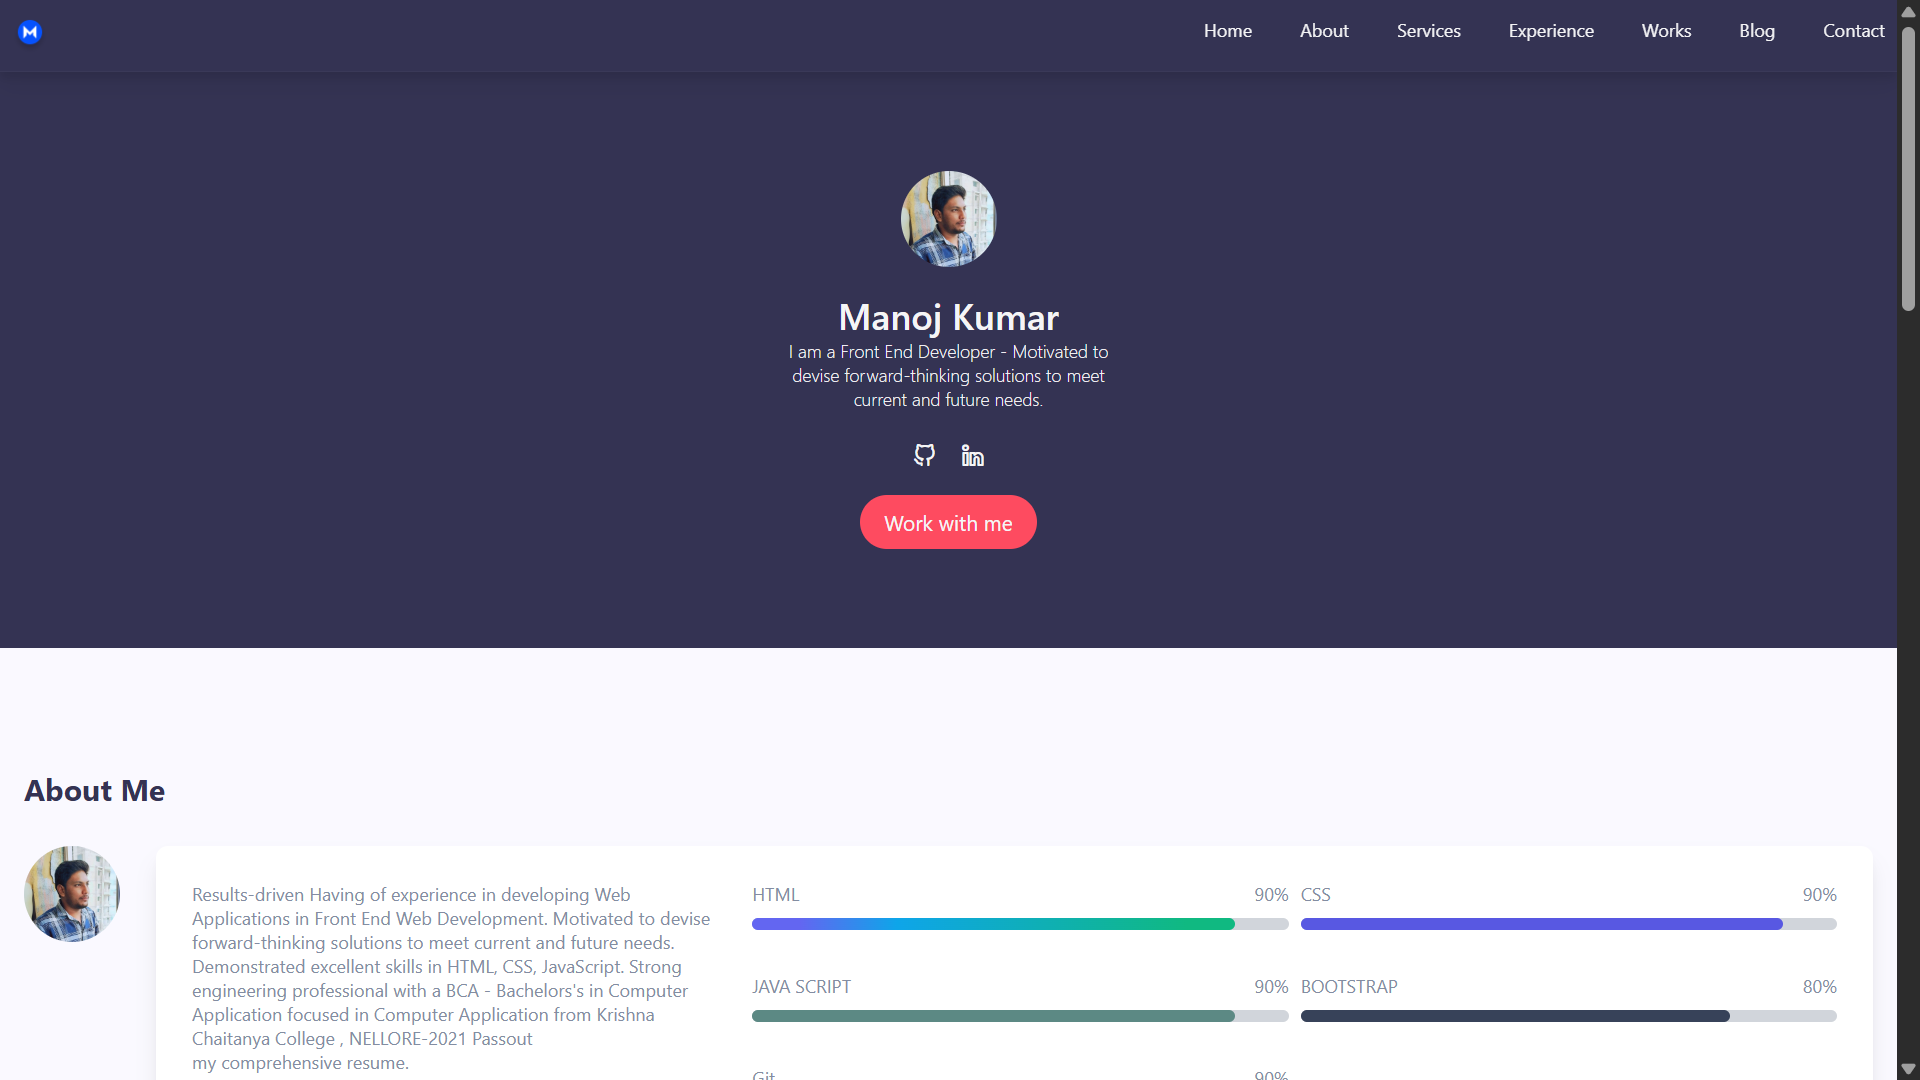 M
Home About Services Experience Works Blog Contact
Manoj Kumar
I am a Front End Developer - Motivated to
devise forward-thinking solutions to meet
current and future needs.
Work with me
About Me
Results-driven Having of experience in developing Web
Applications in Front End Web Development. Motivated to devise
forward-thinking solutions to meet current and future needs.
Demonstrated excellent skills in HTML, CSS, JavaScript. Strong
engineering professional with a BCA - Bachelors's in Computer
Application focused in Computer Application from Krishna
Chaitanya College , NELLORE-2021 Passout
my comprehensive resume.
HTML 90% CSS 90%
JAVA SCRIPT 90% BOOTSTRAP 80%
Git 90%